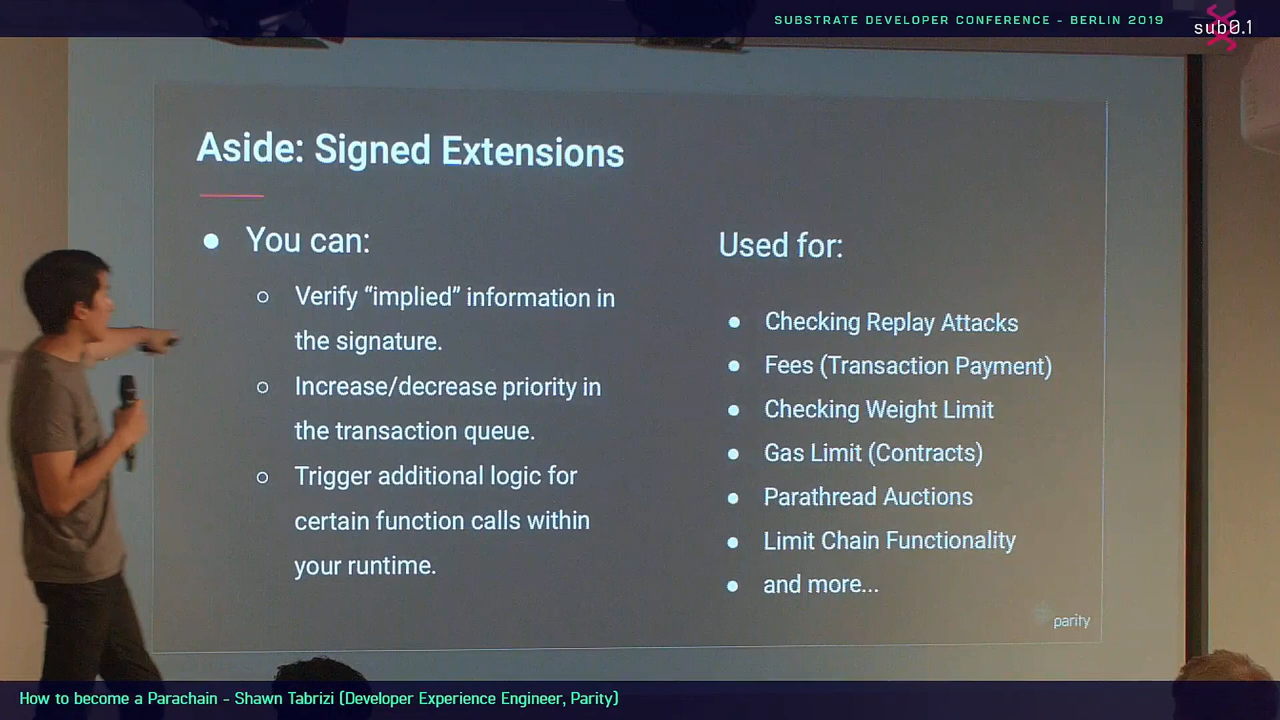 SUBSTRATE DEVELOPER CONFERENCE - BERLIN 2019
sub0.1
Aside: Signed Extensions
● You can:
○ Verify “implied” information in
the signature.
○ Increase/decrease priority in
the transaction queue.
○ Trigger additional logic for
certain function calls within
your runtime.
Used for:
● Checking Replay Attacks
● Fees (Transaction Payment)
● Checking Weight Limit
● Gas Limit (Contracts)
● Parathread Auctions
● Limit Chain Functionality
● and more...
parity
How to become a Parachain - Shawn Tabrizi (Developer Experience Engineer, Parity)